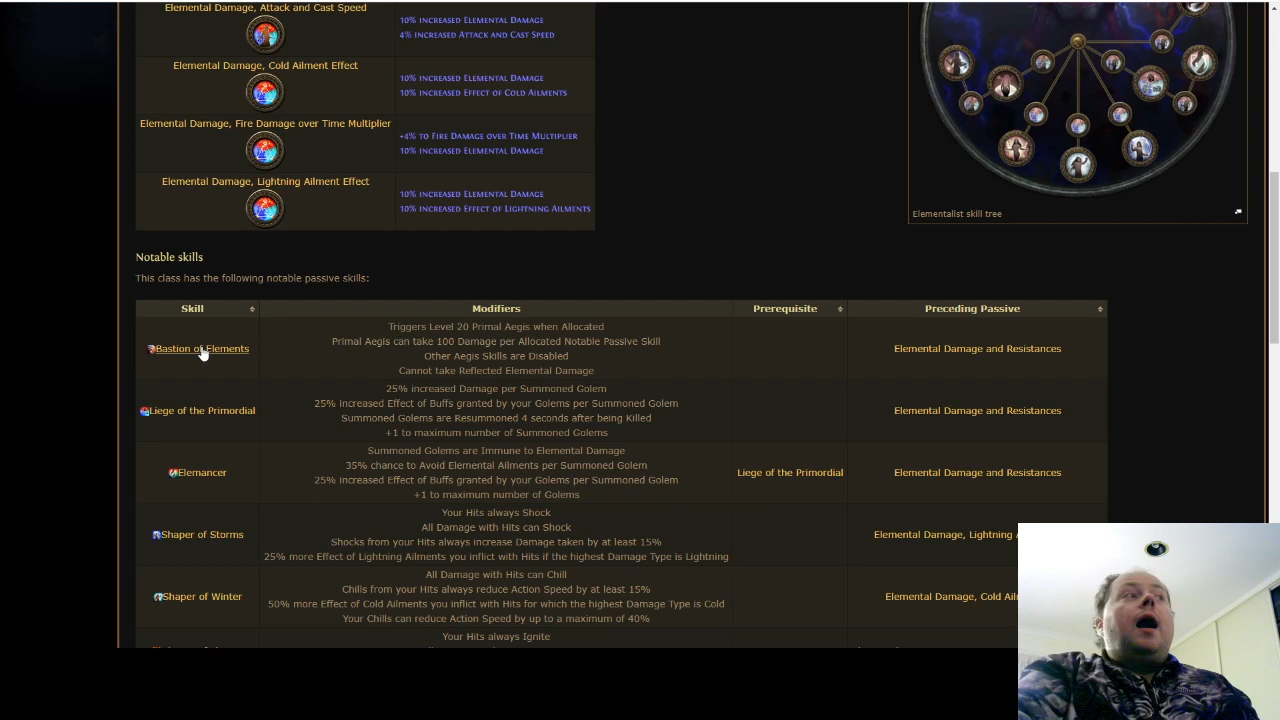 Elemental Damage, Attack and Cast Speed
10% increased Elemental Damage
4% increased Attack and Cast Speed
Elemental Damage, Cold Ailment Effect
10% increased Elemental Damage
10% increased Effect of Cold Ailments
Elemental Damage, Fire Damage over Time Multiplier
+4% to Fire Damage over Time Multiplier
10% increased Elemental Damage
Elemental Damage, Lightning Ailment Effect
10% increased Elemental Damage
10% increased Effect of Lightning Ailments
Elementalist skill tree
Notable skills
This class has the following notable passive skills:
Skill Modifiers Prerequisite Preceding Passive
Bastion of Elements
Triggers Level 20 Primal Aegis when Allocated
Primal Aegis can take 100 Damage per Allocated Notable Passive Skill
Other Aegis Skills are Disabled
Cannot take Reflected Elemental Damage
Elemental Damage and Resistances
Liege of the Primordial
25% increased Damage per Summoned Golem
25% increased Effect of Buffs granted by your Golems per Summoned Golem
Summoned Golems are Resummoned 4 seconds after being Killed
+1 to maximum number of Summoned Golems
Elemental Damage and Resistances
Elemancer
Summoned Golems are Immune to Elemental Damage
35% chance to Avoid Elemental Ailments per Summoned Golem
25% increased Effect of Buffs granted by your Golems per Summoned Golem
+1 to maximum number of Golems
Liege of the Primordial
Elemental Damage and Resistances
Shaper of Storms
Your Hits always Shock
All Damage with Hits can Shock
Shocks from your Hits always increase Damage taken by at least 15%
25% more Effect of Lightning Ailments you inflict with Hits if the highest Damage Type is Lightning
Elemental Damage, Lightning
Shaper of Winter
All Damage with Hits can Chill
Chills from your Hits always reduce Action Speed by at least 15%
50% more Effect of Cold Ailments you inflict with Hits for which the highest Damage Type is Cold
Your Chills can reduce Action Speed by up to a maximum of 40%
Elemental Damage, Cold
Your Hits always Ignite